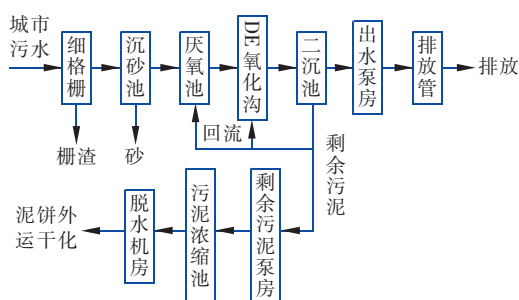 城市
污水
细格栅
沉砂池
厌氧池
DE氧化沟
二沉池
出水泵房
排放管
排放
栅渣
砂
回流
剩余污泥
泥饼外
运干化
脱水机房
污泥浓缩池
剩余污泥泵房